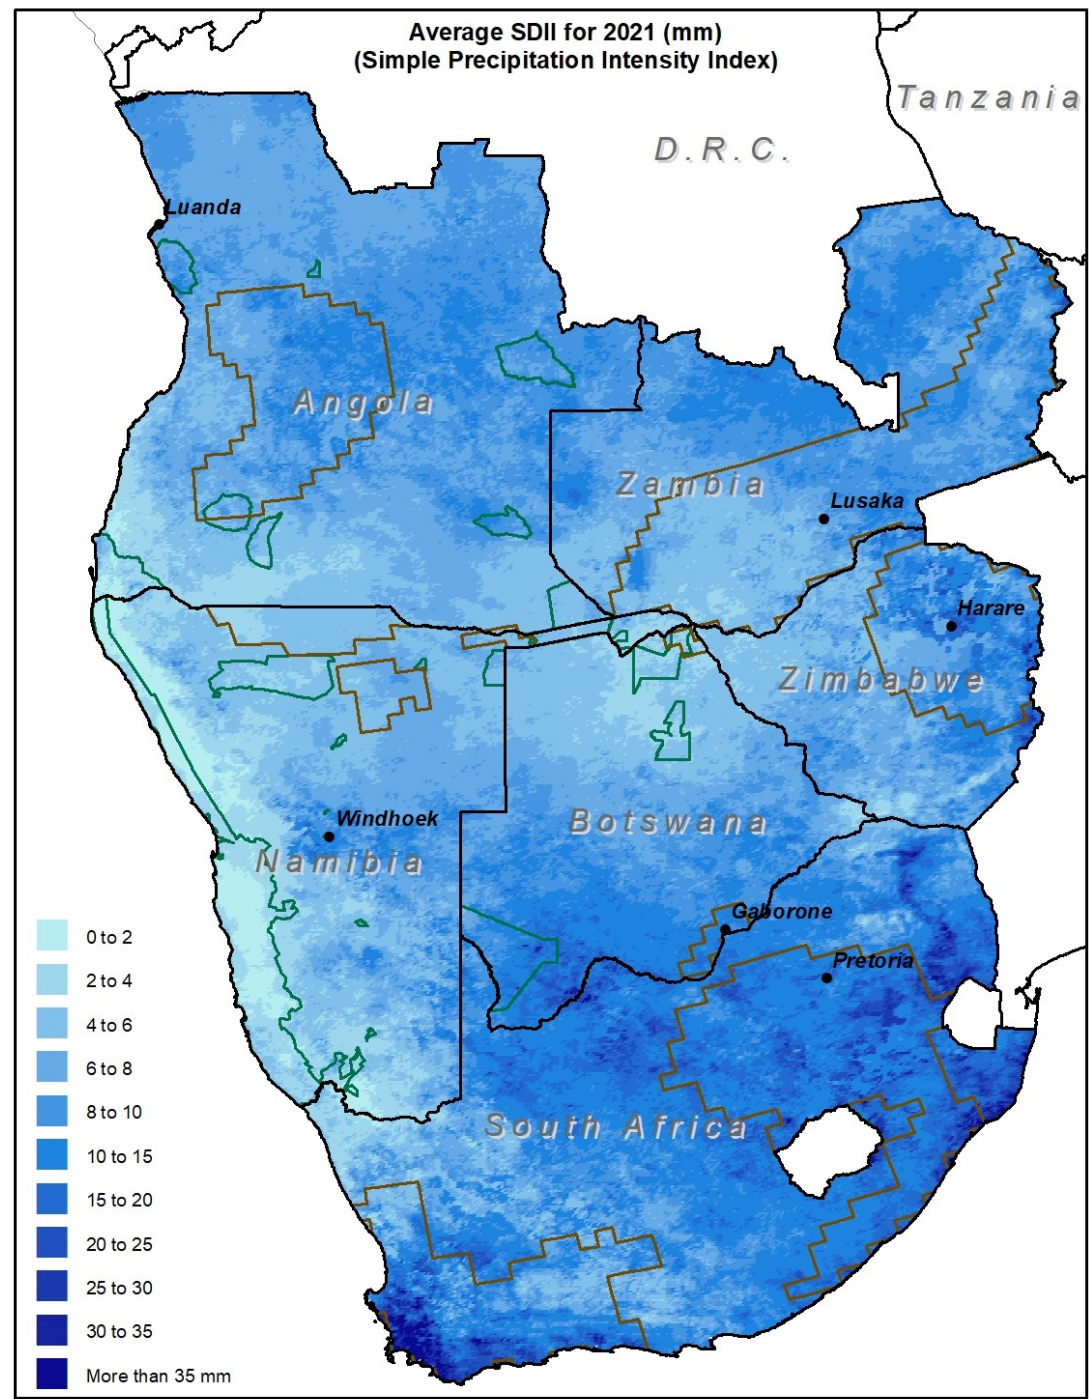 Average SDII for 2021 (mm)
(Simple Precipitation Intensity Index)
Tanzania
D.R.C.
Luanda
Angola
Zambia
Lusaka
Harare
Zimbabwe
Botswana
Windhoek
Namibia
Gaborone
Pretoria
South Africa
0 to 2
2 to 4
4 to 6
6 to 8
8 to 10
10 to 15
15 to 20
20 to 25
25 to 30
30 to 35
More than 35 mm